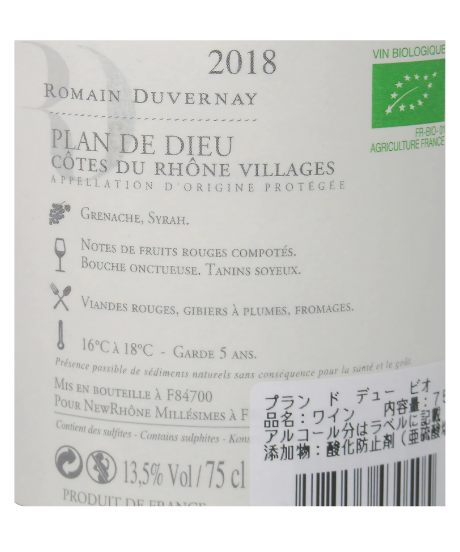 2018
VIN BIOLOGIQUE
ROMAIN DUVERNAY
FR-BIO-01
AGRICULTURE FRANCE
PLAN DE DIEU
CÔTES DU RHÔNE VILLAGES
APPELLATION D'ORIGINE PROTÉGÉE
GRENACHE, SYRAH.
NOTES DE FRUITS ROUGES COMPOTÉS.
BOUCHE ONCTUEUSE. TANINS SOYEUX.
VIANDES ROUGES, GIBIERS À PLUMES, FROMAGES.
16°C À 18°C - GARDE 5 ANS.
Présence possible de sédiments naturels sans conséquence pour la santé et le goût.
MIS EN BOUTEILLE À F84700
POUR NEWRHÔNE MILLÉSIMES À F
Contient des sulfites - Contains sulphites - Kons
13,5% Vol / 75 cl
PRODUIT DE FRANCE
プラン ド デュー ビオ
品名：ワイン 内容量：75
アルコール分はラベルに記載
添加物：酸化防止剤（亜硫酸